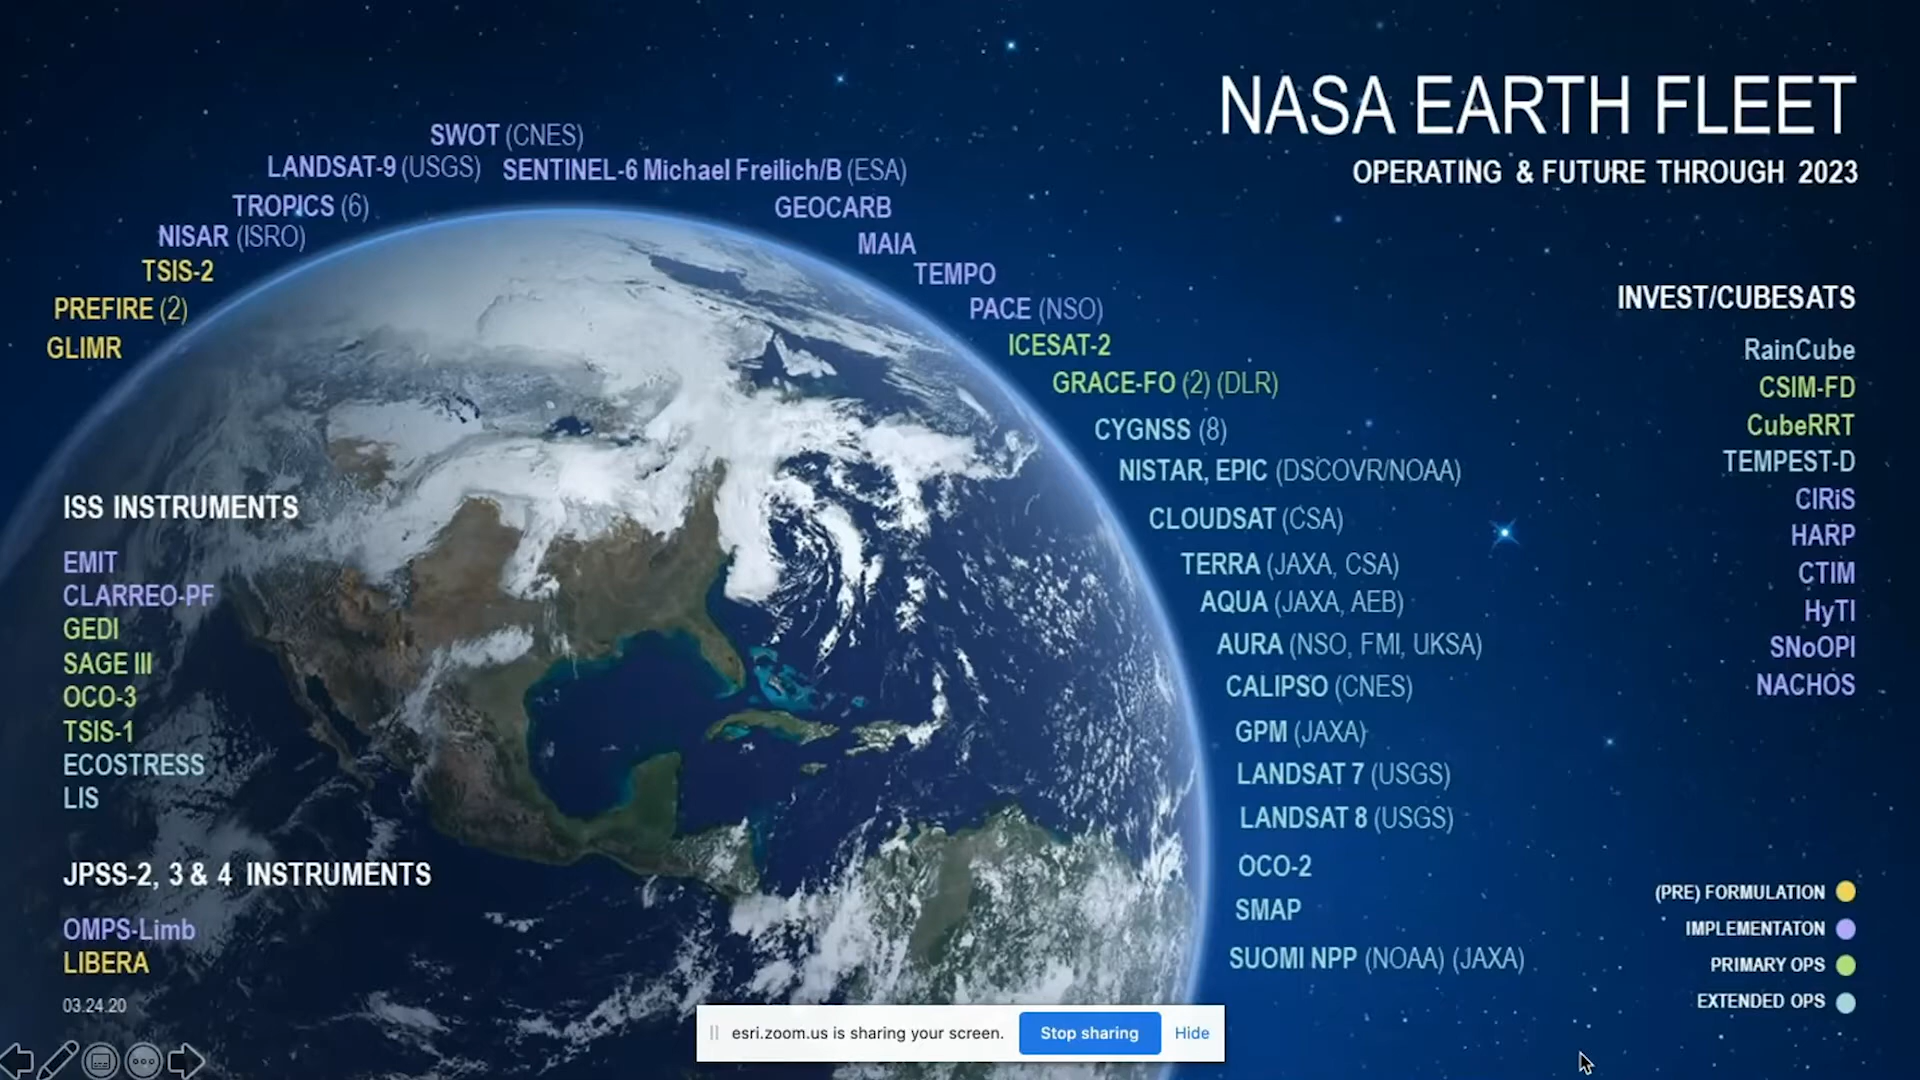 NASA EARTH FLEET
OPERATING & FUTURE THROUGH 2023
SWOT (CNES)
LANDSAT-9 (USGS)
SENTINEL-6 Michael Freilich/B (ESA)
TROPICS (6)
GEOCARB
NISAR (ISRO)
MAIA
TSIS-2
TEMPO
PREFIRE (2)
PACE (NSO)
GLIMR
ICESAT-2
GRACE-FO (2) (DLR)
CYGNSS (8)
NISTAR, EPIC (DSCOVR/NOAA)
CLOUDSAT (CSA)
TERRA (JAXA, CSA)
AQUA (JAXA, AEB)
AURA (NSO, FMI, UKSA)
CALIPSO (CNES)
GPM (JAXA)
LANDSAT 7 (USGS)
LANDSAT 8 (USGS)
OCO-2
SMAP
SUOMI NPP (NOAA) (JAXA)
INVEST/CUBESATS
RainCube
CSIM-FD
CubeRRT
TEMPEST-D
CIRiS
HARP
CTIM
HyTI
SNoOPI
NACHOS
ISS INSTRUMENTS
EMIT
CLARREO-PF
GEDI
SAGE III
OCO-3
TSIS-1
ECOSTRESS
LIS
JPSS-2, 3 & 4 INSTRUMENTS
OMPS-Limb
LIBERA
03.24.20
(PRE) FORMULATION
IMPLEMENTATON
PRIMARY OPS
EXTENDED OPS
esri.zoom.us is sharing your screen.
Stop sharing
Hide